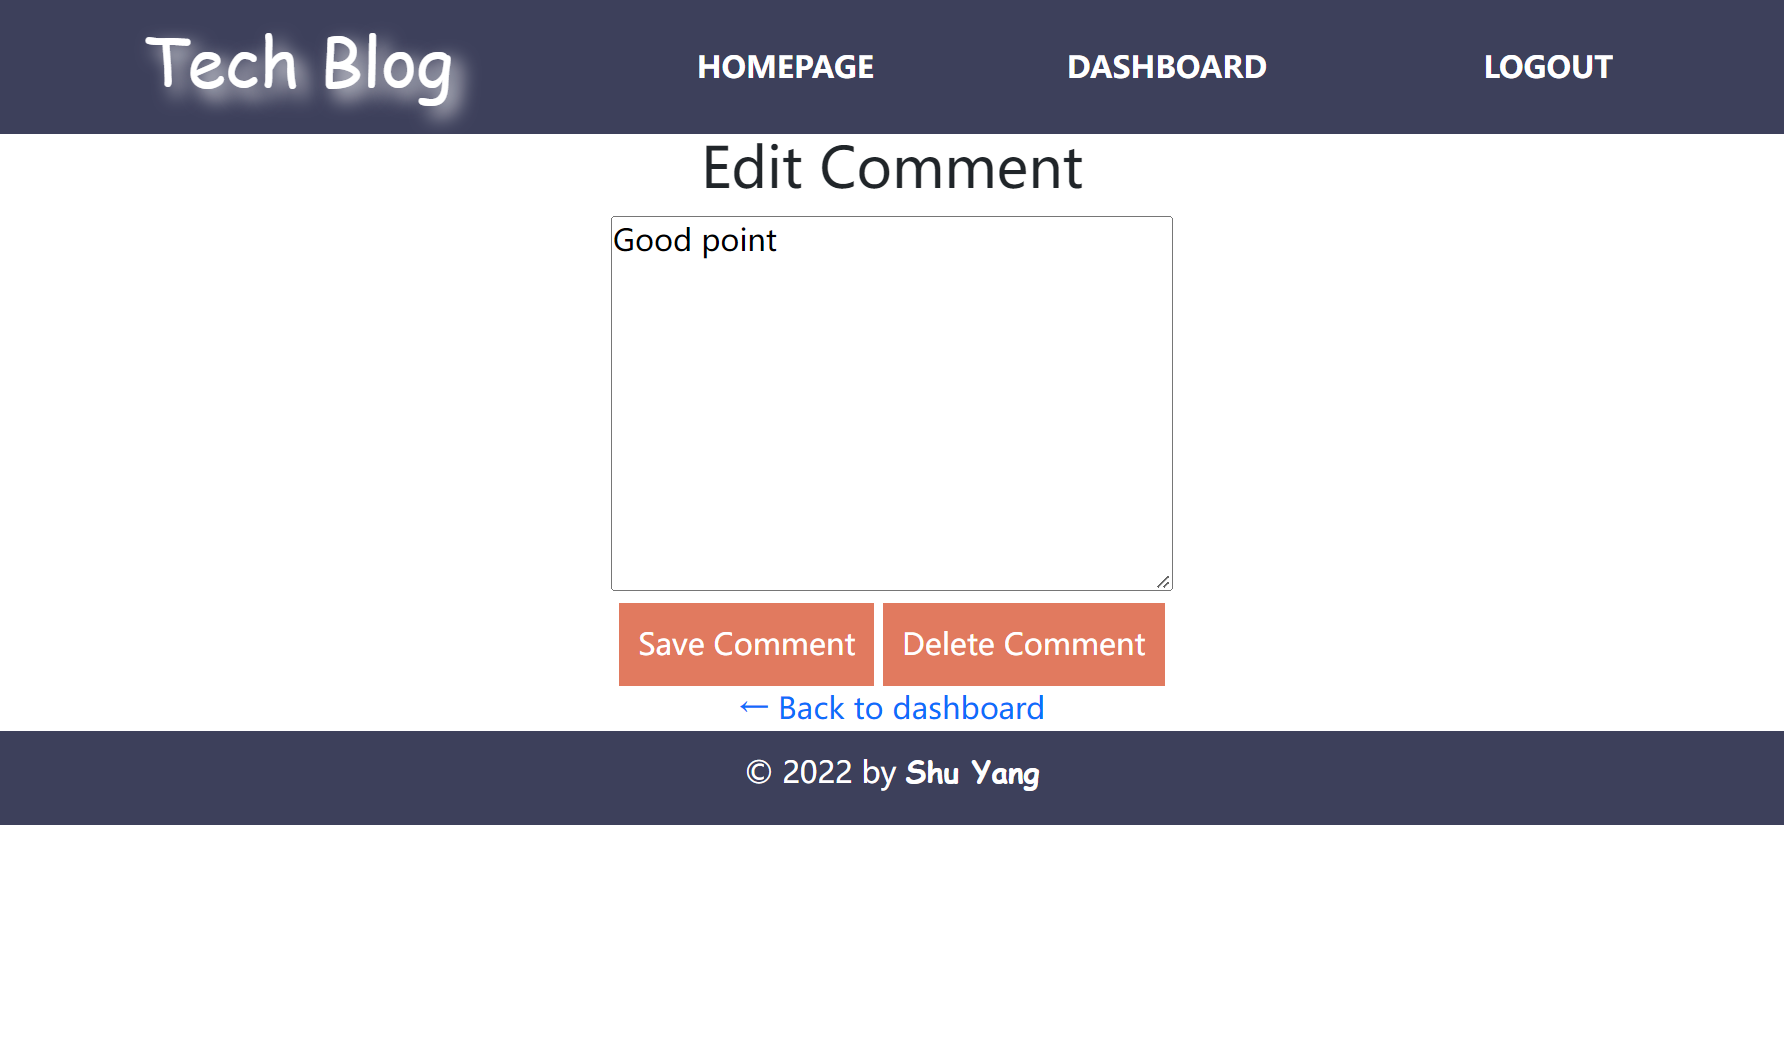 Tech Blog HOMEPAGE DASHBOARD LOGOUT
Edit Comment
Good point
Save Comment Delete Comment
← Back to dashboard
© 2022 by Shu Yang